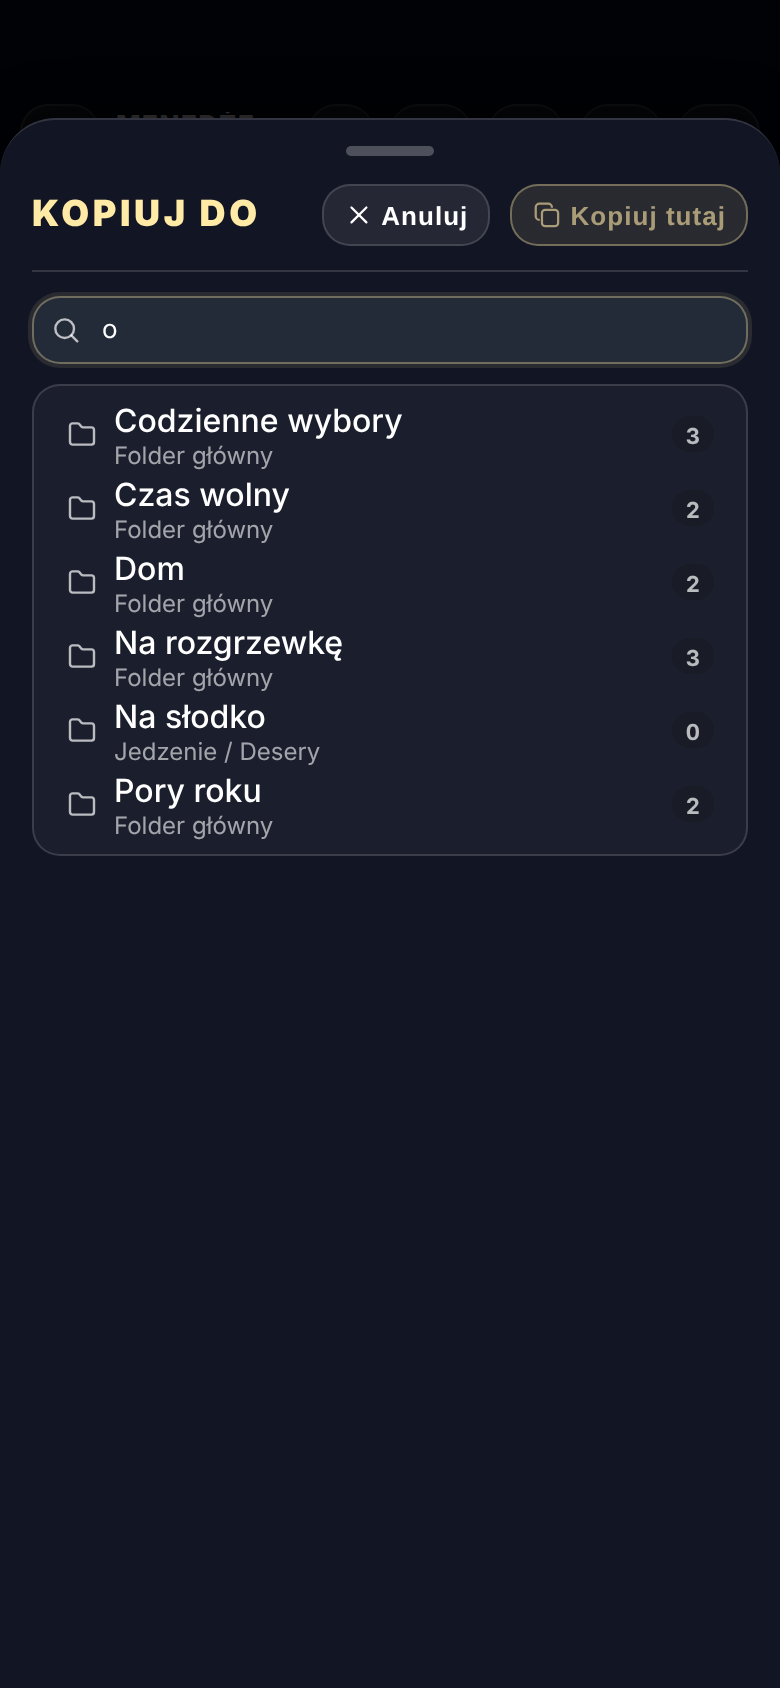 KOPIUJ DO
Anuluj
Kopiuj tutaj
o
Codzienne wybory
Folder główny
3
Czas wolny
Folder główny
2
Dom
Folder główny
2
Na rozgrzewkę
Folder główny
3
Na słodko
Jedzenie / Desery
0
Pory roku
Folder główny
2